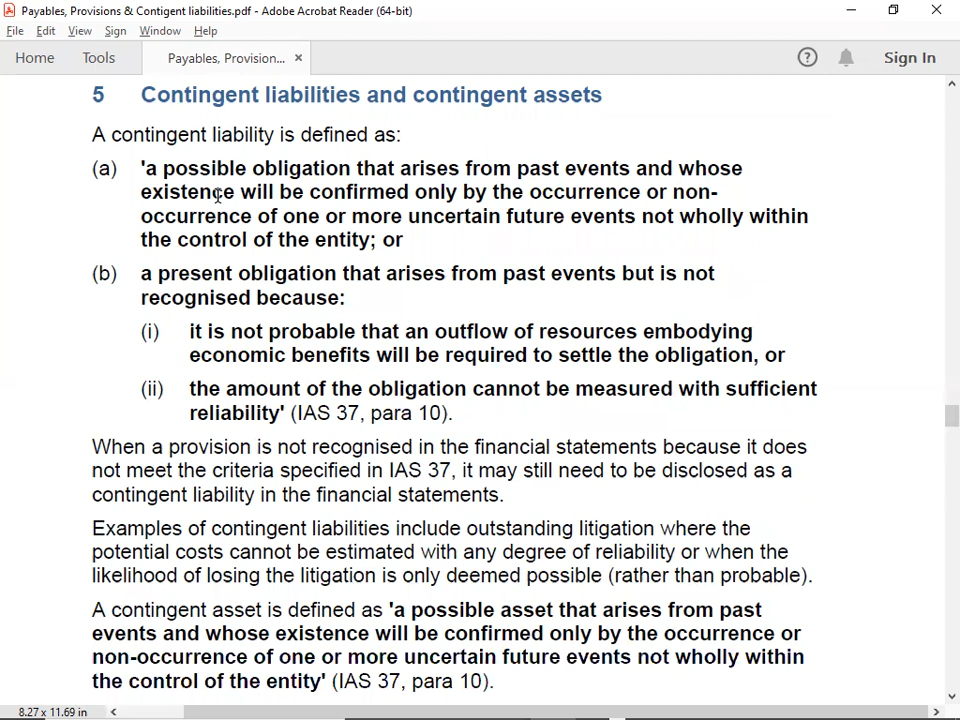 Payables, Provisions & Contigent liabilities.pdf - Adobe Acrobat Reader (64-bit)
File Edit View Sign Window Help
Home Tools Payables, Provision... × Sign In
5 Contingent liabilities and contingent assets
A contingent liability is defined as:
(a) 'a possible obligation that arises from past events and whose
existence will be confirmed only by the occurrence or non-
occurrence of one or more uncertain future events not wholly within
the control of the entity; or
(b) a present obligation that arises from past events but is not
recognised because:
(i) it is not probable that an outflow of resources embodying
economic benefits will be required to settle the obligation, or
(ii) the amount of the obligation cannot be measured with sufficient
reliability' (IAS 37, para 10).
When a provision is not recognised in the financial statements because it does
not meet the criteria specified in IAS 37, it may still need to be disclosed as a
contingent liability in the financial statements.
Examples of contingent liabilities include outstanding litigation where the
potential costs cannot be estimated with any degree of reliability or when the
likelihood of losing the litigation is only deemed possible (rather than probable).
A contingent asset is defined as 'a possible asset that arises from past
events and whose existence will be confirmed only by the occurrence or
non-occurrence of one or more uncertain future events not wholly within
the control of the entity' (IAS 37, para 10).
8.27 x 11.69 in